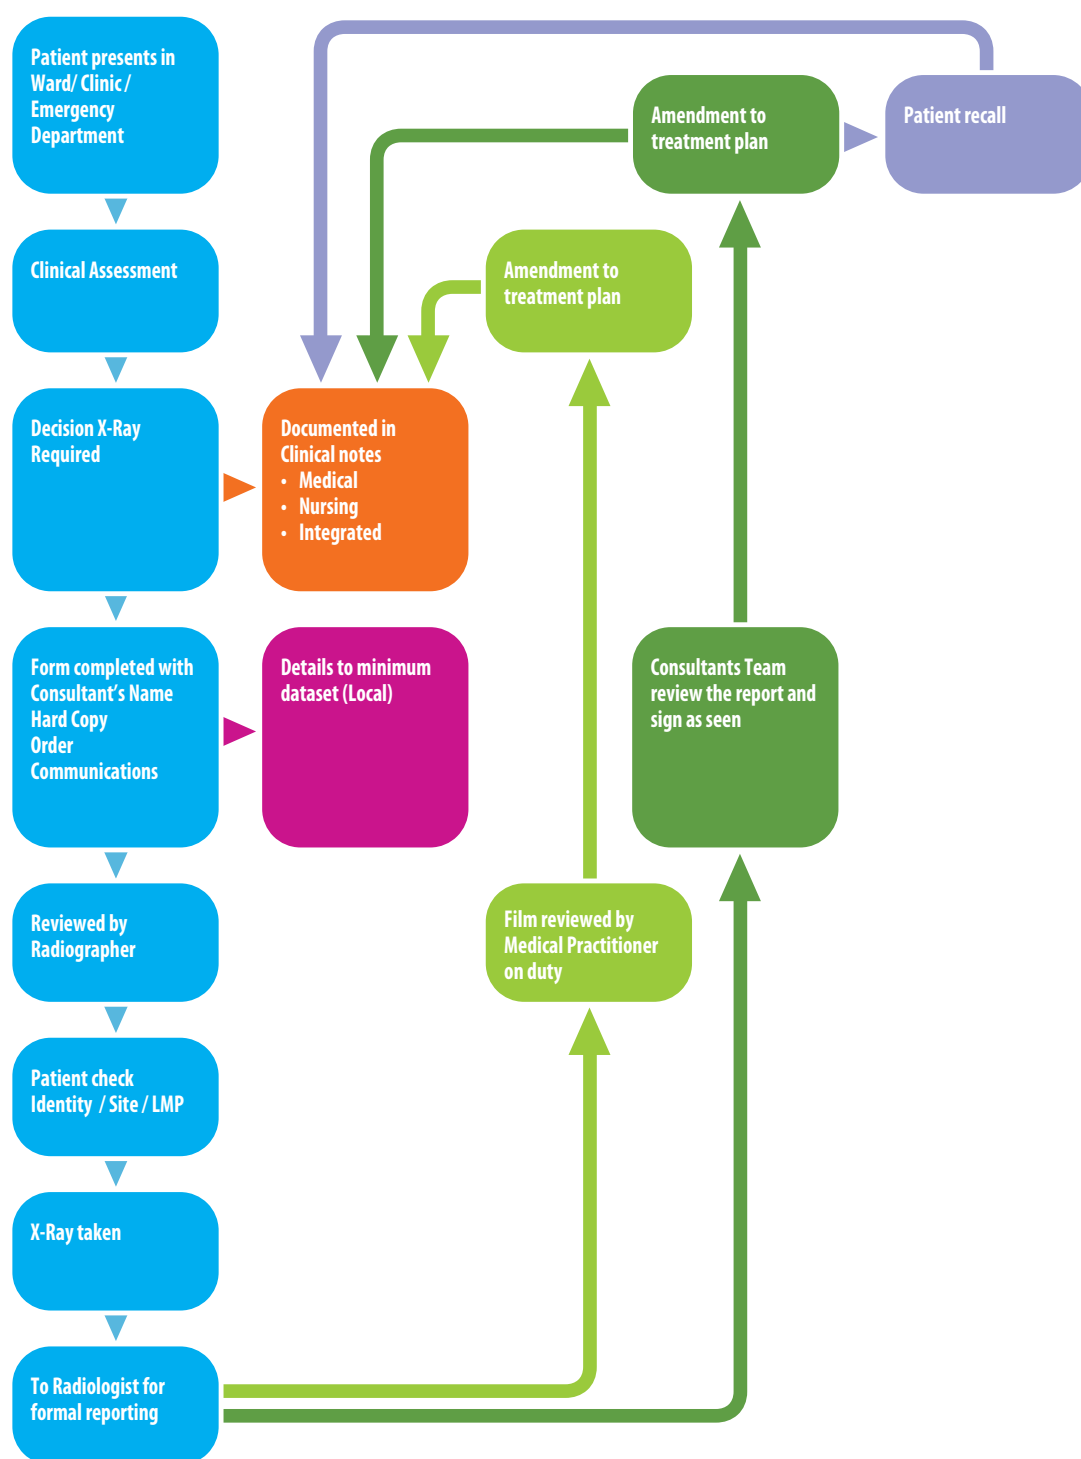 Patient presents in
Ward/ Clinic /
Emergency
Department
Clinical Assessment
Decision X-Ray
Required
Form completed with
Consultant’s Name
Hard Copy
Order
Communications
Reviewed by
Radiographer
Patient check
Identity / Site / LMP
X-Ray taken
To Radiologist for
formal reporting
Documented in
Clinical notes
• Medical
• Nursing
• Integrated
Details to minimum
dataset (Local)
Amendment to
treatment plan
Film reviewed by
Medical Practitioner
on duty
Amendment to
treatment plan
Consultants Team
review the report and
sign as seen
Patient recall